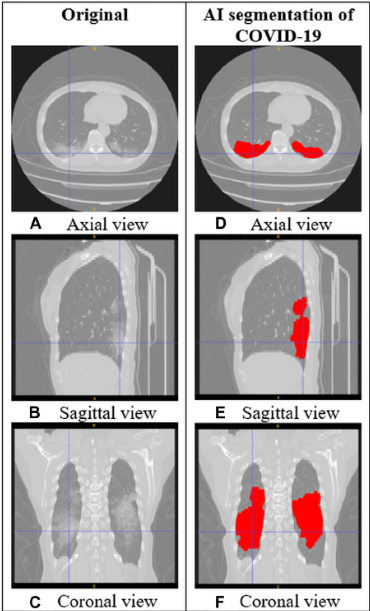 Original
AI segmentation of
COVID-19
A Axial view
D Axial view
B Sagittal view
E Sagittal view
C Coronal view
F Coronal view